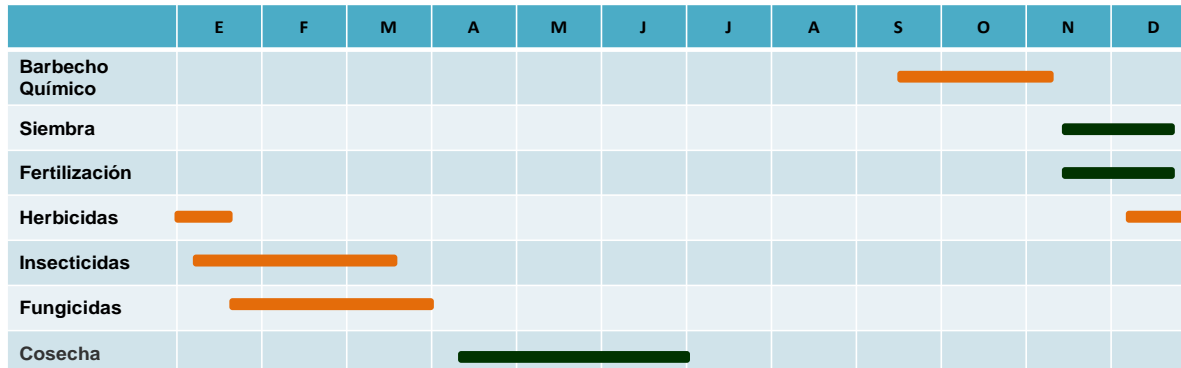 E F M A M J J A S O N D
Barbecho
Químico
Siembra
Fertilización
Herbicidas
Insecticidas
Fungicidas
Cosecha